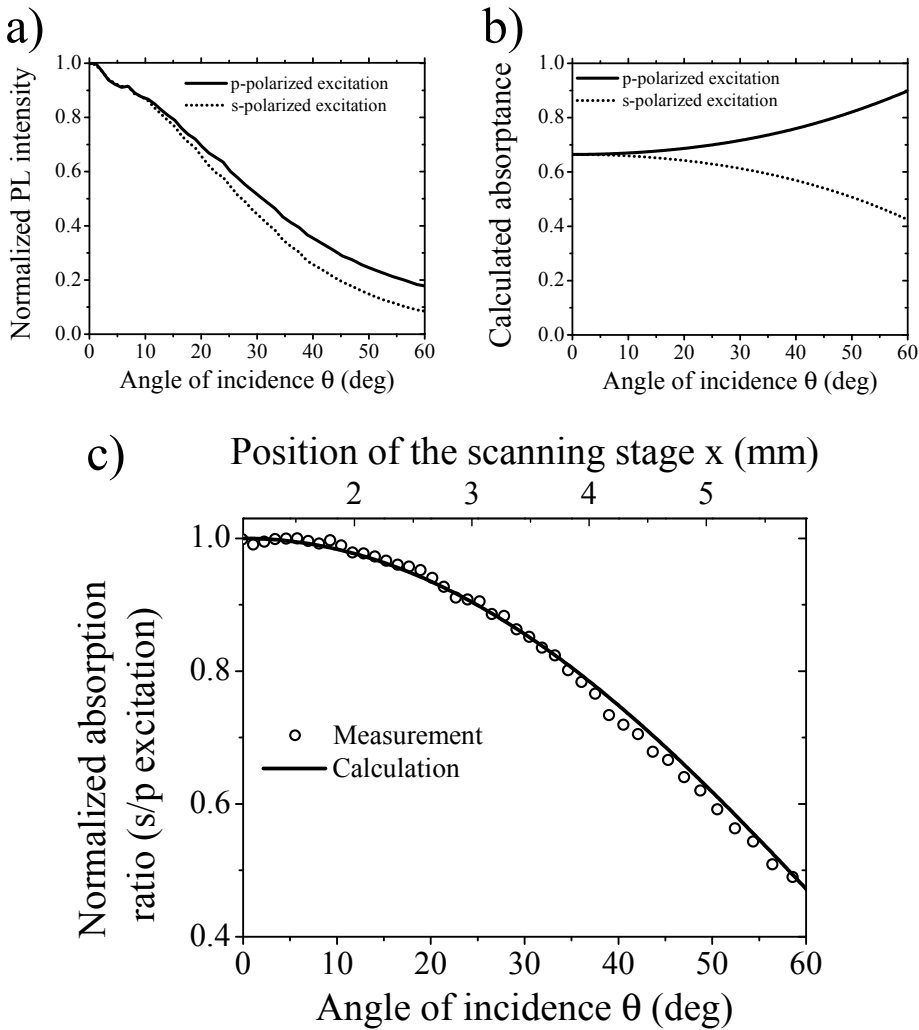 a)
Normalized PL intensity
1.0
0.8
0.6
0.4
0.2
0.0
p-polarized excitation
s-polarized excitation
0 10 20 30 40 50 60
Angle of incidence θ (deg)
b)
Calculated absorptance
1.0
0.8
0.6
0.4
0.2
0.0
p-polarized excitation
s-polarized excitation
0 10 20 30 40 50 60
Angle of incidence θ (deg)
c)
Position of the scanning stage x (mm)
2 3 4 5
Normalized absorption
ratio (s/p excitation)
1.0
0.8
0.6
0.4
Measurement
Calculation
0 10 20 30 40 50 60
Angle of incidence θ (deg)